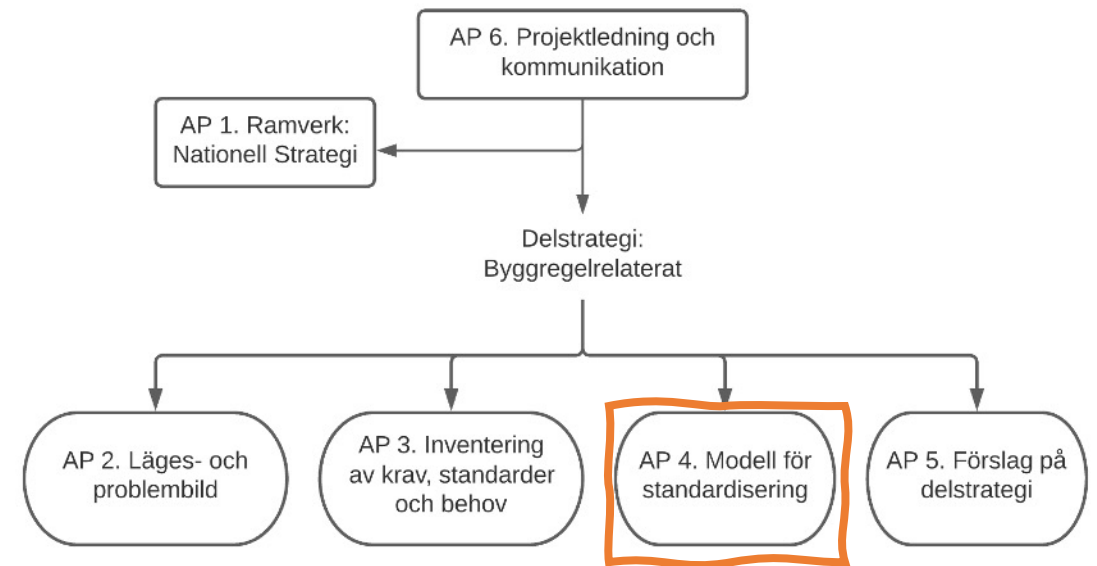 AP 6. Projektledning och
kommunikation
AP 1. Ramverk:
Nationell Strategi
Delstrategi:
Byggregelrelaterat
AP 2. Läges- och
problembild
AP 3. Inventering
av krav, standarder
och behov
AP 4. Modell för
standardisering
AP 5. Förslag på
delstrategi